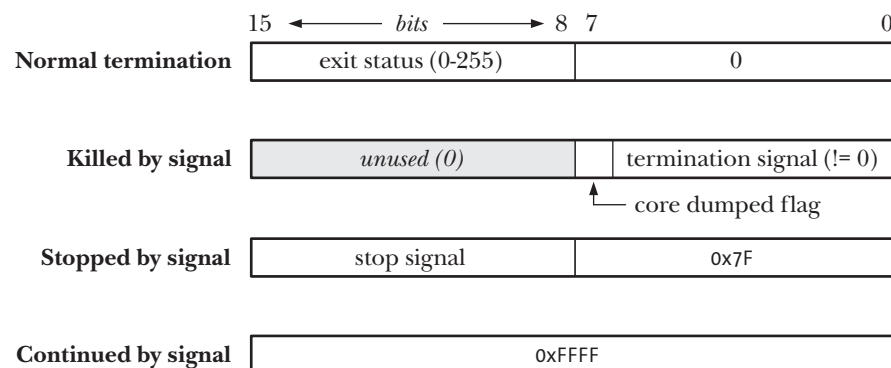 15 bits 8 7 0
Normal termination exit status (0-255) 0
Killed by signal unused (0) termination signal (!= 0)
core dumped flag
Stopped by signal stop signal 0x7F
Continued by signal 0xFFFF